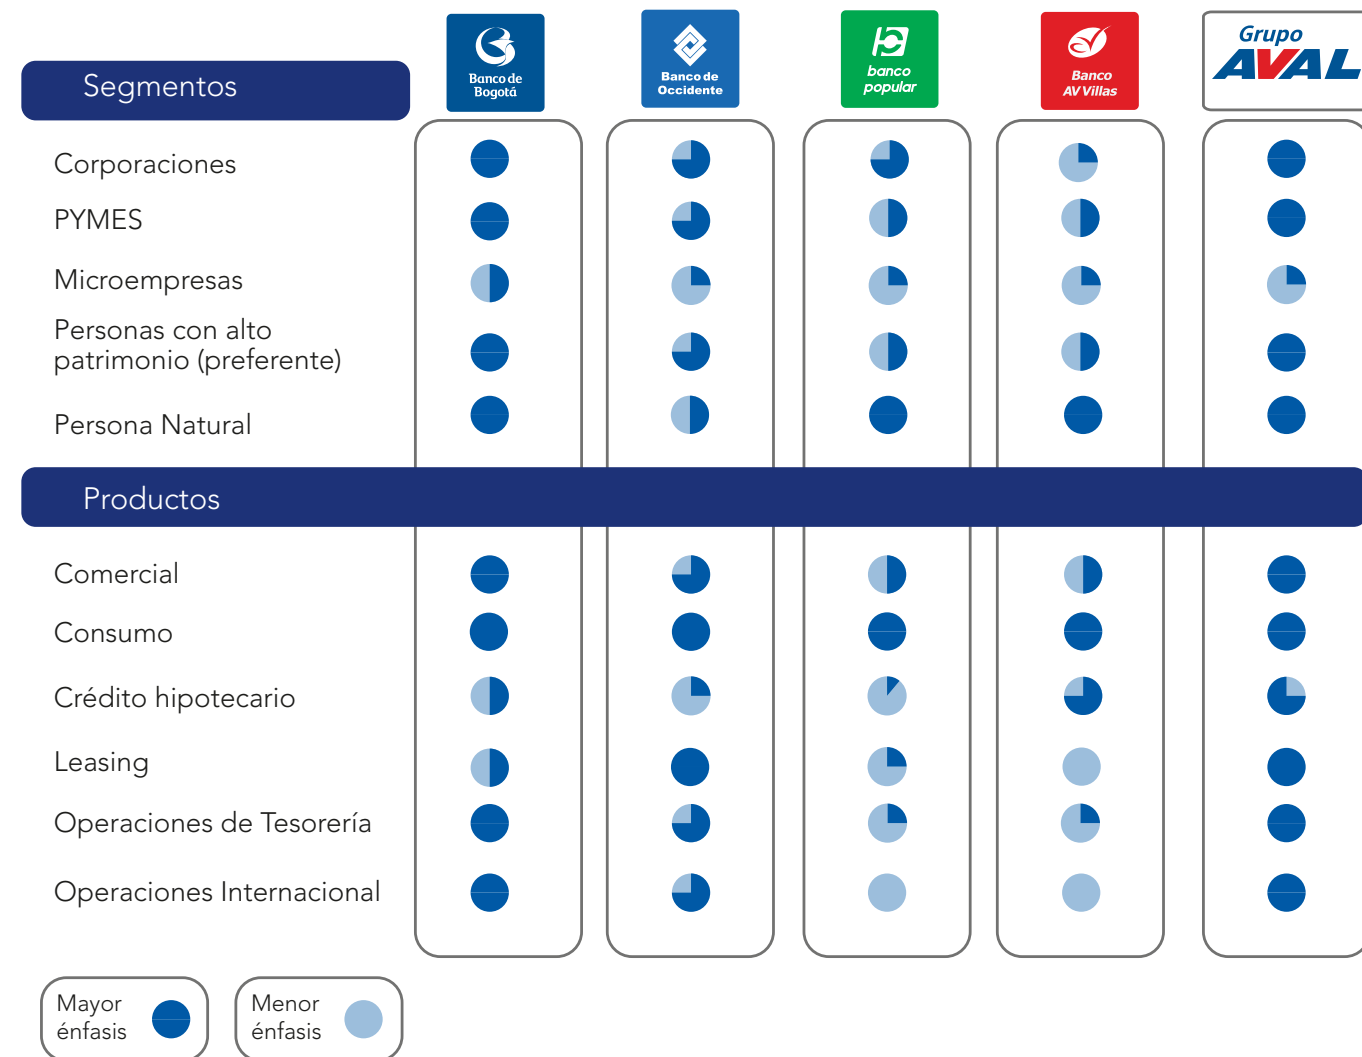 Segmentos
Banco de
Bogotá
Banco de
Occidente
banco
popular
Banco
AV Villas
Grupo
AVAL
Corporaciones
PYMES
Microempresas
Personas con alto
patrimonio (preferente)
Persona Natural
Productos
Comercial
Consumo
Crédito hipotecario
Leasing
Operaciones de Tesorería
Operaciones Internacional
Mayor
énfasis
Menor
énfasis